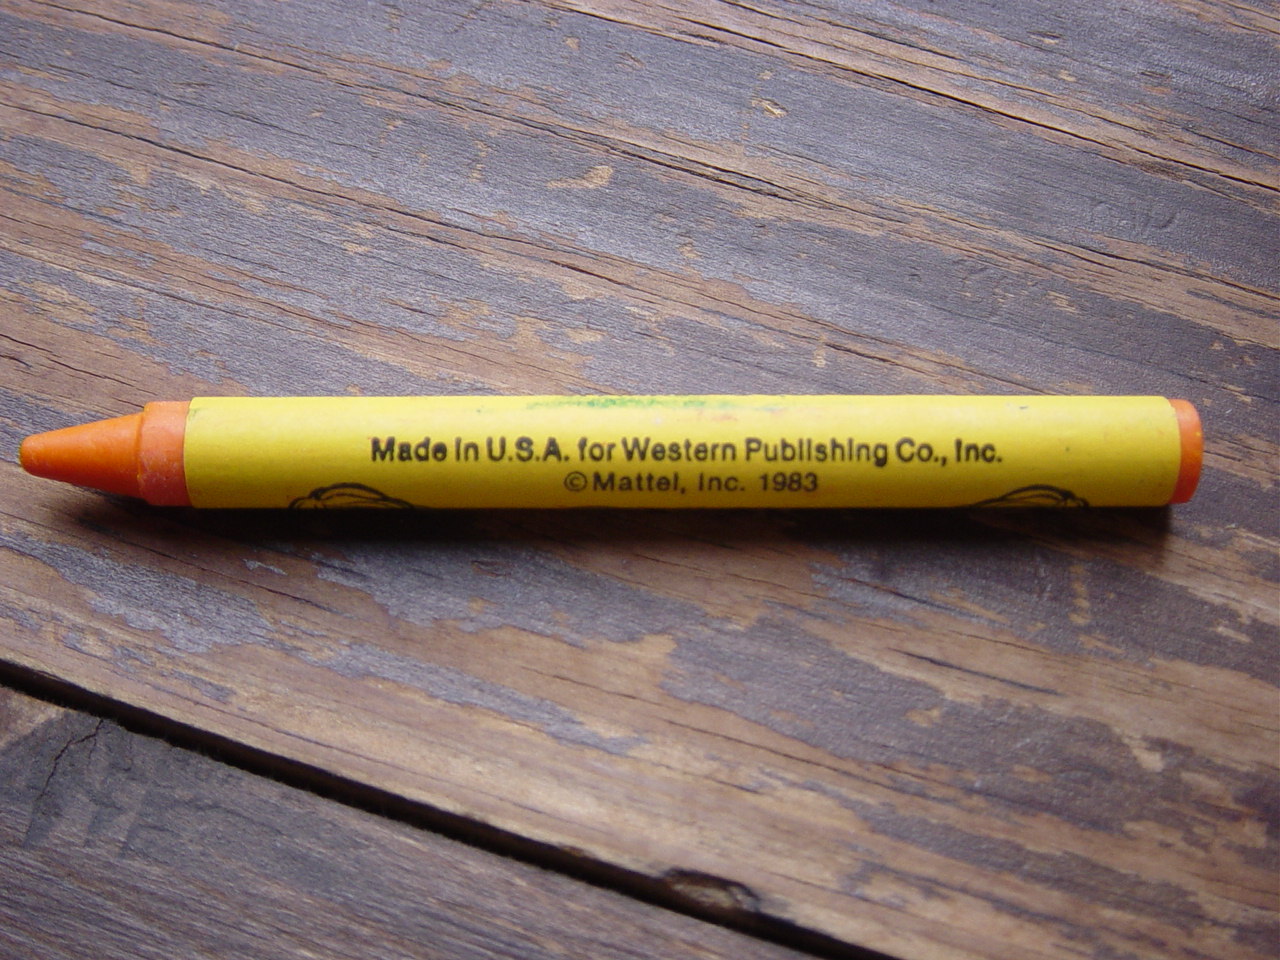 Made in U.S.A. for Western Publishing Co., Inc.
©Mattel, Inc. 1983